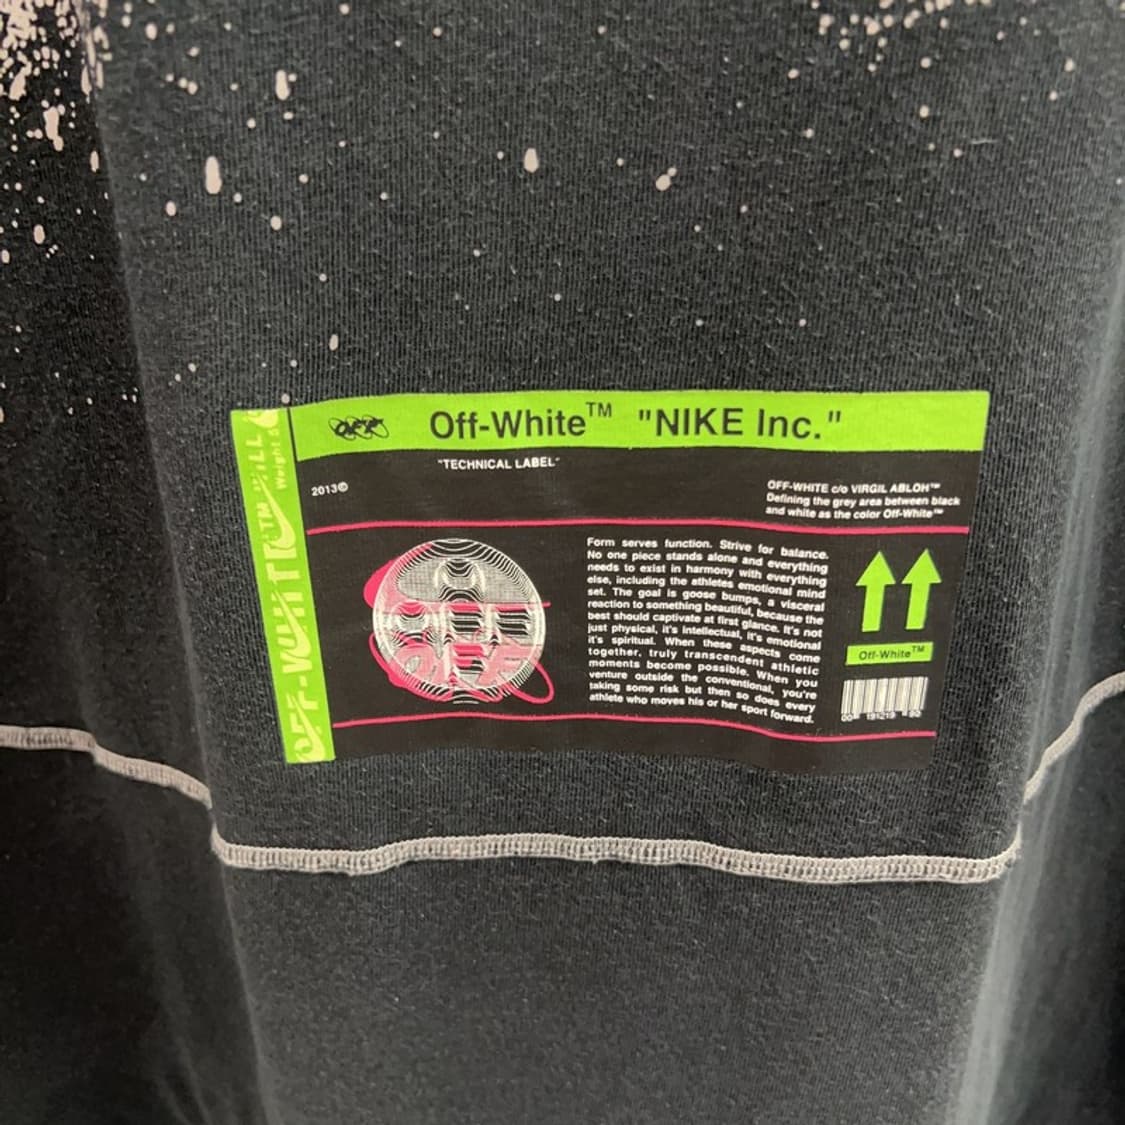 OFF
Off-White™ "NIKE Inc."
"TECHNICAL LABEL"
2013©
OFF-WHITE c/o VIRGIL ABLOH™
Defining the grey area between black
and white as the color Off-White™
Form serves function. Strive for balance.
No one piece stands alone and everything
needs to exist in harmony with everything
else, including the athletes emotional mind
set. The goal is goose bumps, a visceral
reaction to something beautiful, because the
best should captivate at first glance. It's not
just physical, it's intellectual, it's emotional
it's spiritual. When these aspects come
together, truly transcendent athletic
moments become possible. When you
venture outside the conventional, you're
taking some risk but then so does every
athlete who moves his or her sport forward.
Off-White™
OFF